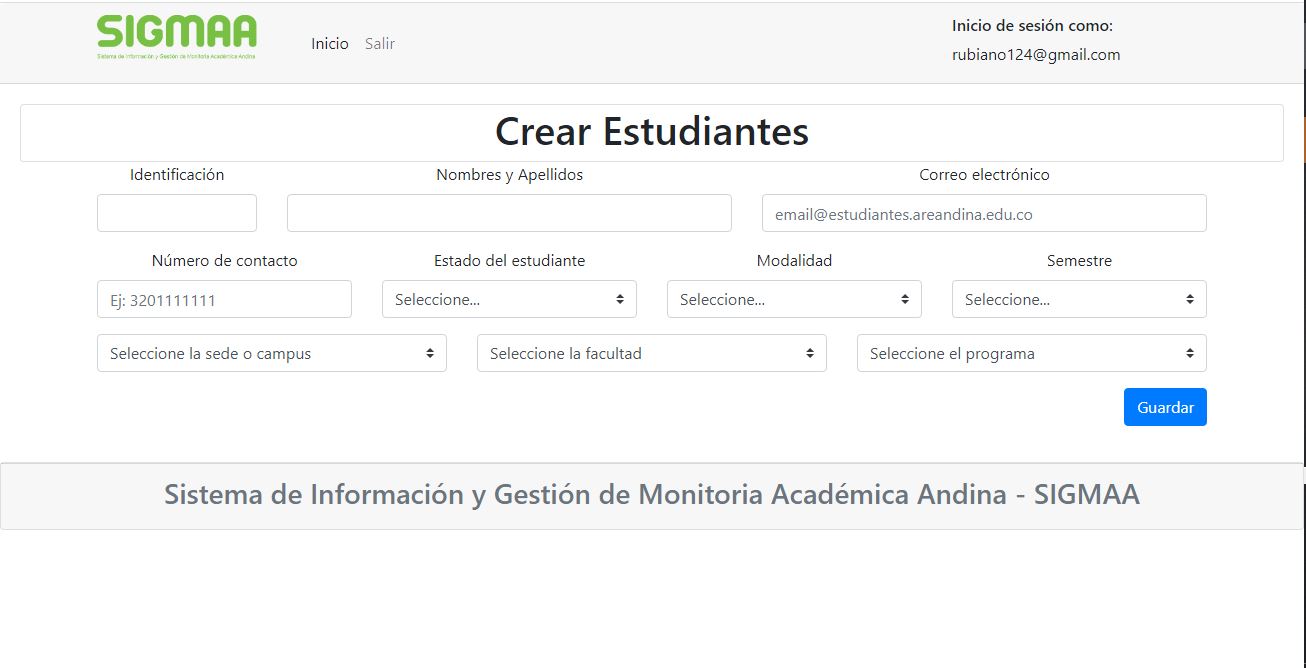 SIGMAA
Sistema de Información y Gestión de Monitoria Académica Andina
Inicio Salir
Inicio de sesión como:
rubiano124@gmail.com
Crear Estudiantes
Identificación Nombres y Apellidos Correo electrónico
email@estudiantes.areandina.edu.co
Número de contacto Estado del estudiante Modalidad Semestre
Ej: 3201111111 Seleccione... Seleccione... Seleccione...
Seleccione la sede o campus Seleccione la facultad Seleccione el programa
Guardar
Sistema de Información y Gestión de Monitoria Académica Andina - SIGMAA